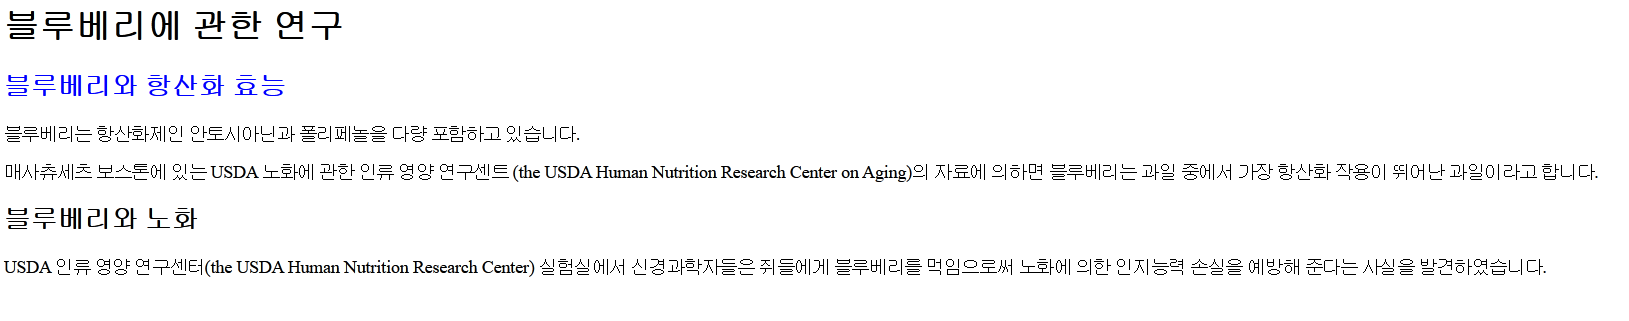 블루베리에 관한 연구
블루베리와 항산화 효능
블루베리는 항산화제인 안토시아닌과 폴리페놀을 다량 포함하고 있습니다.
매사츄세츠 보스톤에 있는 USDA 노화에 관한 인류 영양 연구센트 (the USDA Human Nutrition Research Center on Aging)의 자료에 의하면 블루베리는 과일 중에서 가장 항산화 작용이 뛰어난 과일이라고 합니다.
블루베리와 노화
USDA 인류 영양 연구센터(the USDA Human Nutrition Research Center) 실험실에서 신경과학자들은 쥐들에게 블루베리를 먹임으로써 노화에 의한 인지능력 손실을 예방해 준다는 사실을 발견하였습니다.